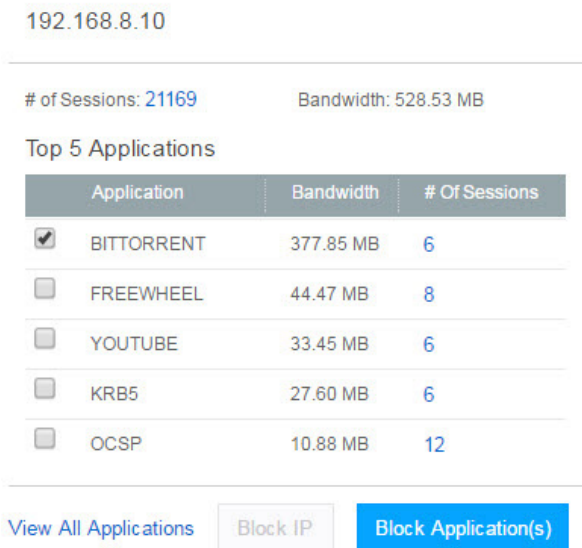 192.168.8.10
# of Sessions: 21169 Bandwidth: 528.53 MB
Top 5 Applications
Application Bandwidth # Of Sessions
BITTORRENT 377.85 MB 6
FREEWHEEL 44.47 MB 8
YOUTUBE 33.45 MB 6
KRB5 27.60 MB 6
OCSP 10.88 MB 12
View All Applications Block IP Block Application(s)